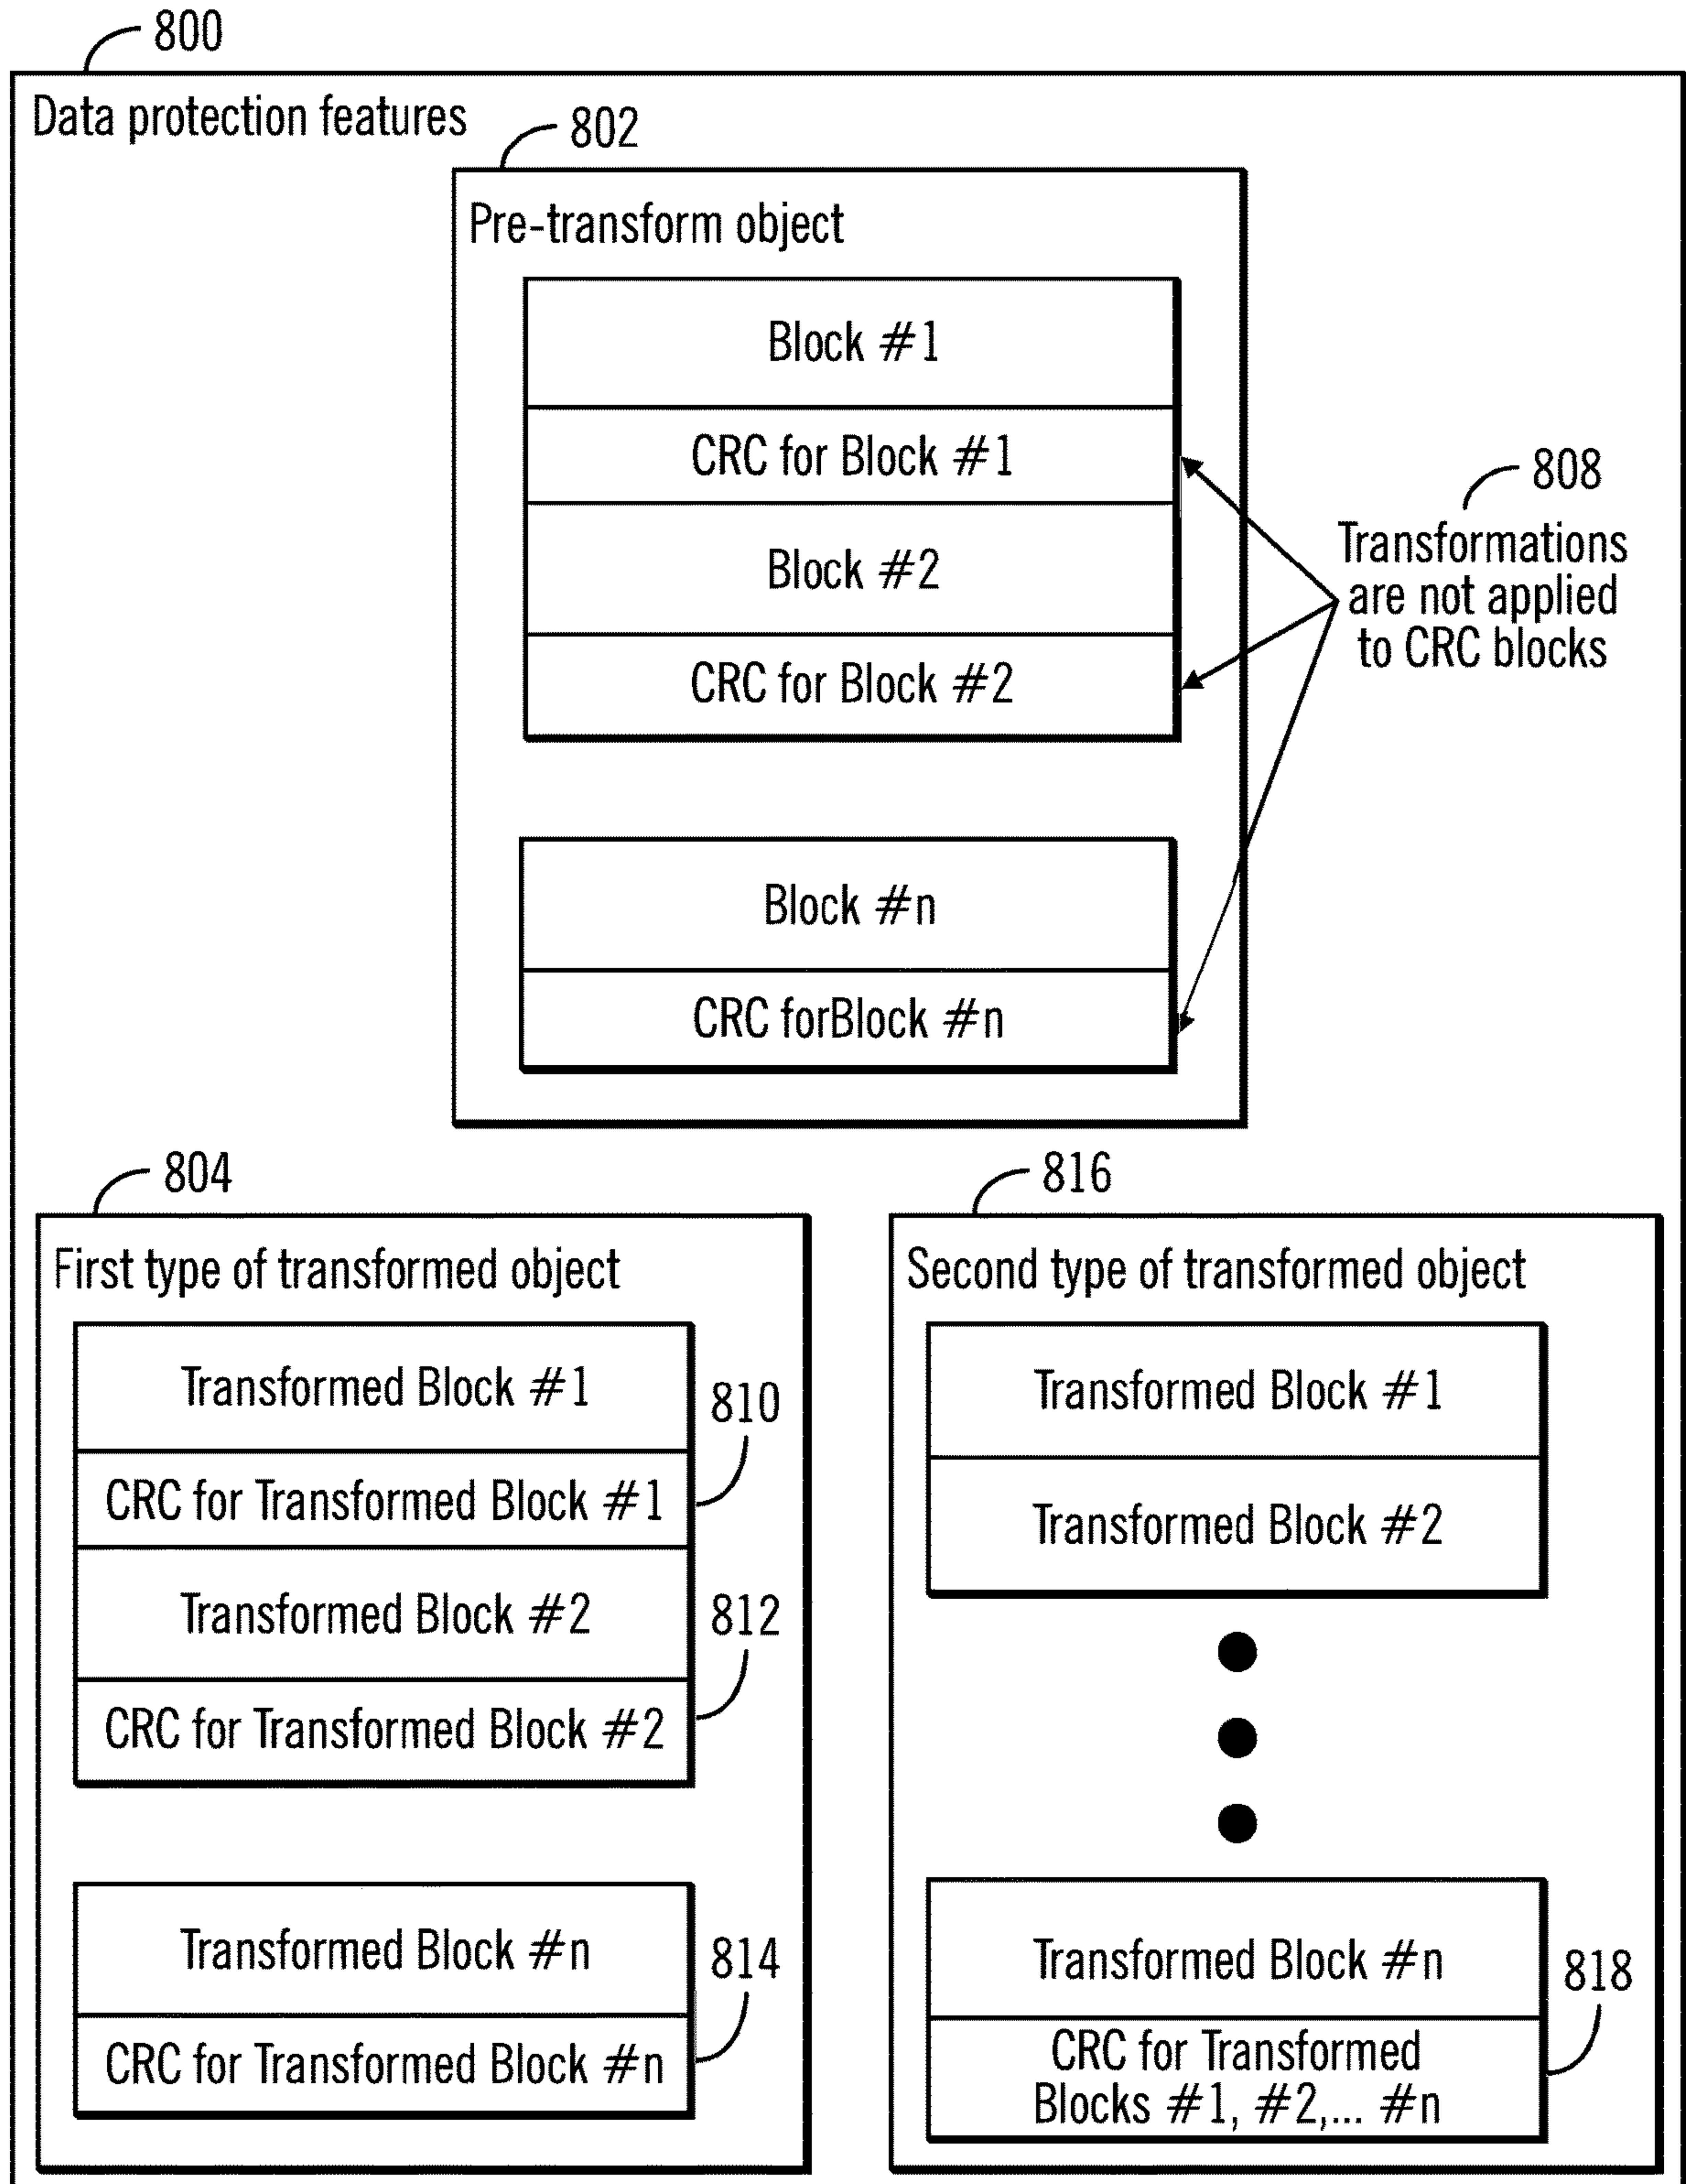 800
Data protection features
802
Pre-transform object
Block #1
CRC for Block #1
Block #2
CRC for Block #2
808
Transformations
are not applied
to CRC blocks
Block #n
CRC forBlock #n
804
First type of transformed object
Transformed Block #1
810
CRC for Transformed Block #1
Transformed Block #2
812
CRC for Transformed Block #2
Transformed Block #n
814
CRC for Transformed Block #n
816
Second type of transformed object
Transformed Block #1
Transformed Block #2
Transformed Block #n
818
CRC for Transformed
Blocks #1, #2,... #n